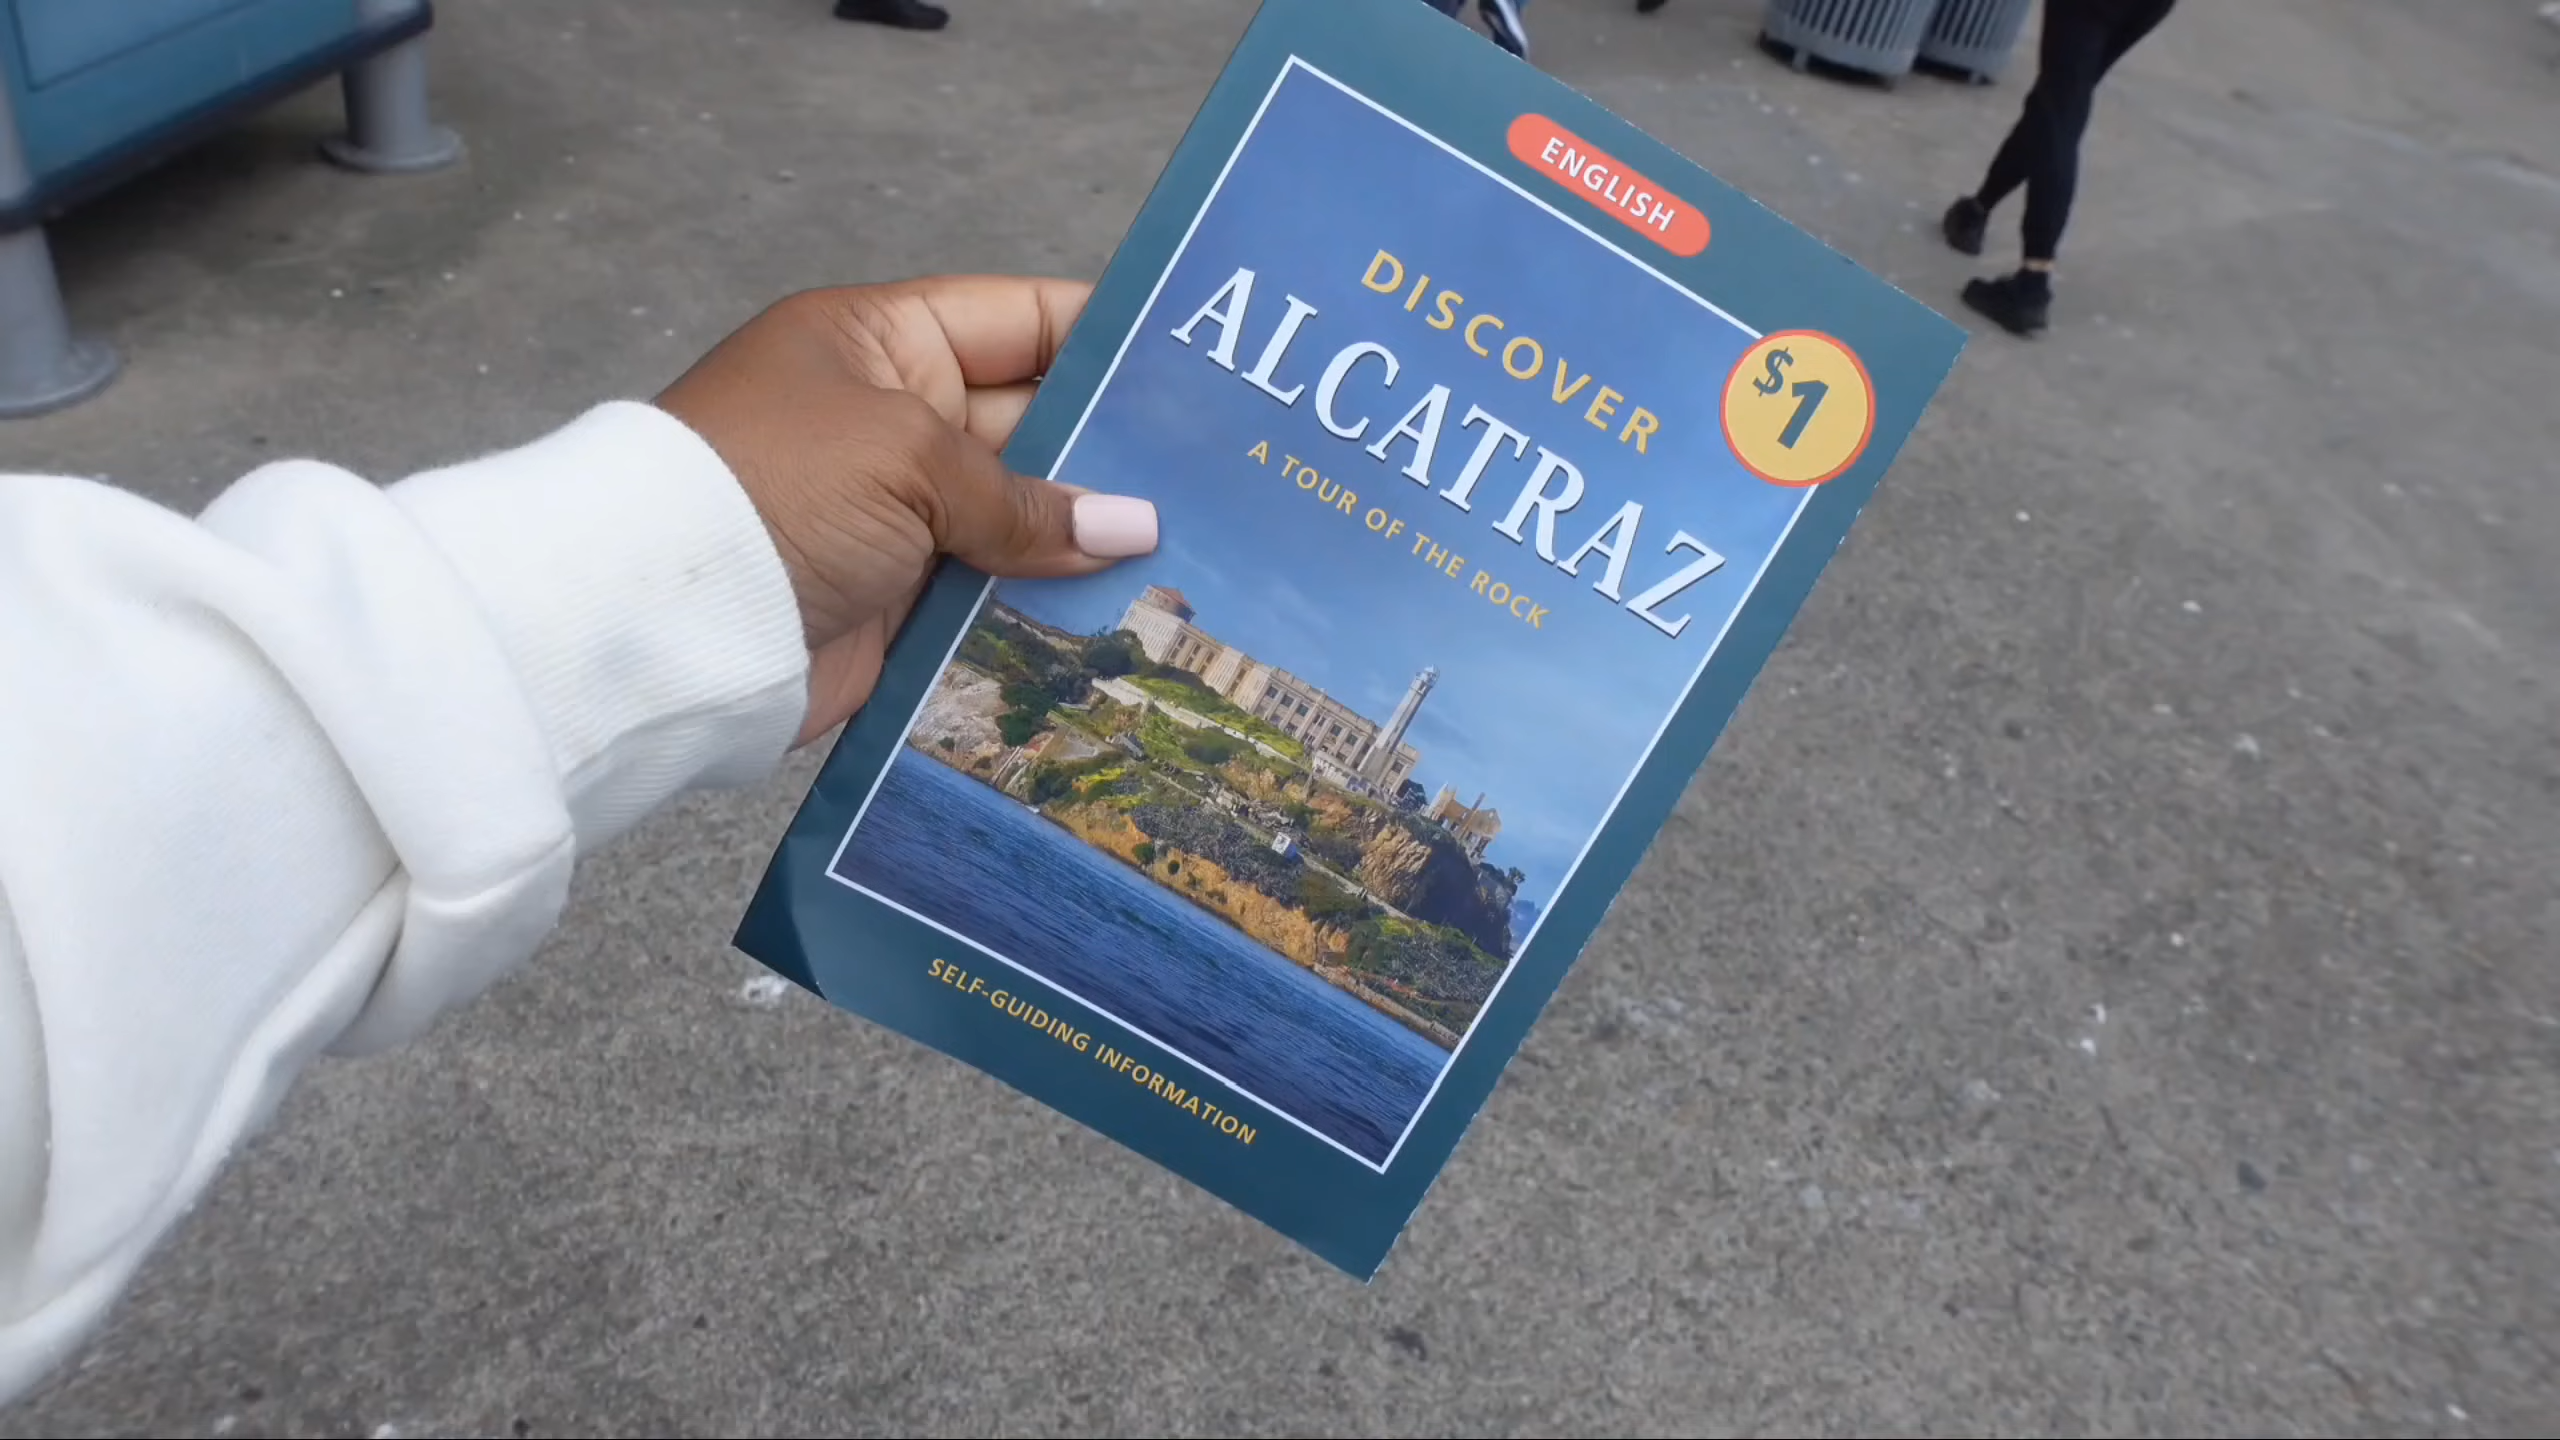 ENGLISH
DISCOVER
$1
ALCATRAZ
A TOUR OF THE ROCK
SELF-GUIDING INFORMATION